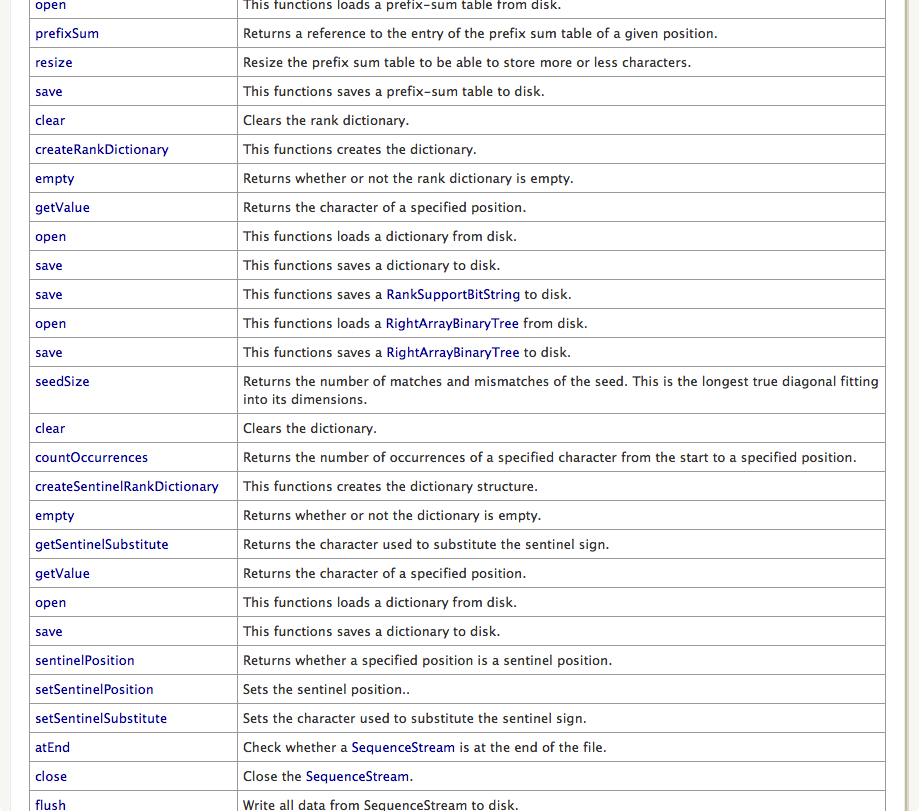 open This functions loads a prefix-sum table from disk.
prefixSum Returns a reference to the entry of the prefix sum table of a given position.
resize Resize the prefix sum table to be able to store more or less characters.
save This functions saves a prefix-sum table to disk.
clear Clears the rank dictionary.
createRankDictionary This functions creates the dictionary.
empty Returns whether or not the rank dictionary is empty.
getValue Returns the character of a specified position.
open This functions loads a dictionary from disk.
save This functions saves a dictionary to disk.
save This functions saves a RankSupportBitString to disk.
open This functions loads a RightArrayBinaryTree from disk.
save This functions saves a RightArrayBinaryTree to disk.
seedSize Returns the number of matches and mismatches of the seed. This is the longest true diagonal fitting
into its dimensions.
clear Clears the dictionary.
countOccurrences Returns the number of occurrences of a specified character from the start to a specified position.
createSentinelRankDictionary This functions creates the dictionary structure.
empty Returns whether or not the dictionary is empty.
getSentinelSubstitute Returns the character used to substitute the sentinel sign.
getValue Returns the character of a specified position.
open This functions loads a dictionary from disk.
save This functions saves a dictionary to disk.
sentinelPosition Returns whether a specified position is a sentinel position.
setSentinelPosition Sets the sentinel position..
setSentinelSubstitute Sets the character used to substitute the sentinel sign.
atEnd Check whether a SequenceStream is at the end of the file.
close Close the SequenceStream.
flush Write all data from SequenceStream to disk.